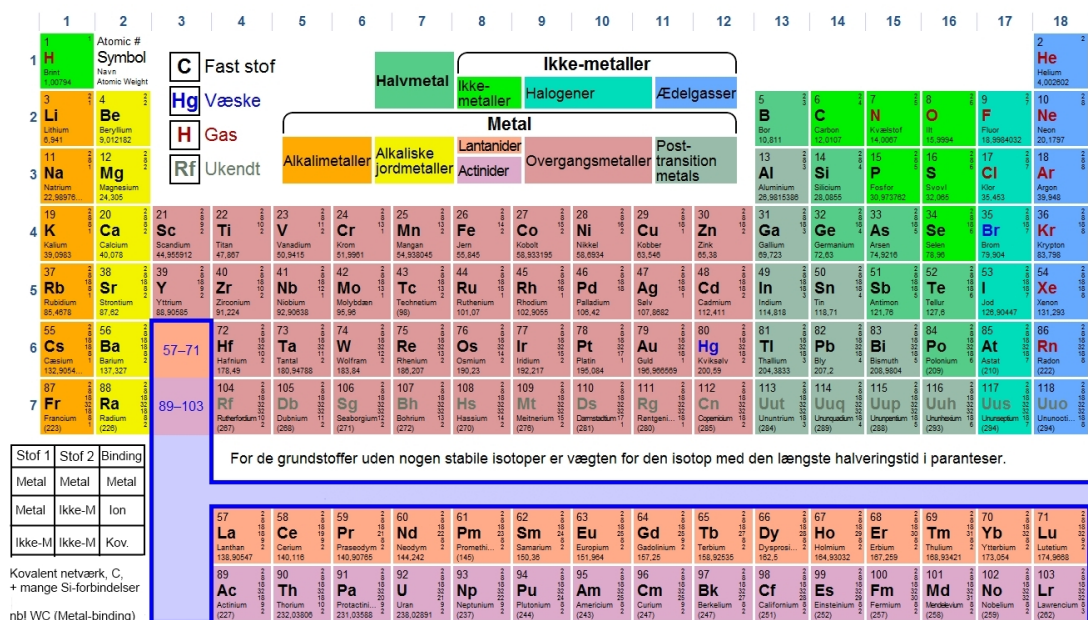 1 2 3 4 5 6 7 8 9 10 11 12 13 14 15 16 17 18
1
1
H
Brint
1,00794
Atomic #
Symbol
Navn
Atomic Weight
C Fast stof
Hg Væske
H Gas
Rf Ukendt
Halvmetal
Ikke-metaller
Ikke-
metaller
Halogener
Ædelgasser
Metal
Alkalimetaller
Alkaliske
jordmetaller
Lantanider
Actinider
Overgangsmetaller
Post-
transition
metals
2
He
Helium
4,002602
2
3 4 5 6 7 8 9 10
Li Be B C N O F Ne
Lithium Beryllium Bor Carbon Kvælstof Ilt Fluor Neon
6,941 9,012182 10,811 12,0107 14,0067 15,9994 18,9984032 20,1797
3
11 12 13 14 15 16 17 18
Na Mg Al Si P S Cl Ar
Natrium Magnesium Aluminium Silicium Fosfor Svovl Klor Argon
22,98976... 24,305 26,9815386 28,0855 30,973762 32,065 35,453 39,948
4
19 20 21 22 23 24 25 26 27 28 29 30 31 32 33 34 35 36
K Ca Sc Ti V Cr Mn Fe Co Ni Cu Zn Ga Ge As Se Br Kr
Kalium Calcium Scandium Titan Vanadium Krom Mangan Jern Kobolt Nikkel Kobber Zink Gallium Germanium Arsen Selen Brom Krypton
39,0983 40,078 44,955912 47,867 50,9415 51,9961 54,938045 55,845 58,933195 58,6934 63,546 65,38 69,723 72,63 74,9216 78,96 79,904 83,798
5
37 38 39 40 41 42 43 44 45 46 47 48 49 50 51 52 53 54
Rb Sr Y Zr Nb Mo Tc Ru Rh Pd Ag Cd In Sn Sb Te I Xe
Rubidium Strontium Yttrium Zirconium Niobium Molybdæn Technetium Ruthenium Rhodium Palladium Sølv Cadmium Indium Tin Antimon Tellur Jod Xenon
85,4678 87,62 88,90585 91,224 92,90638 95,96 (98) 101,07 102,9055 106,42 107,8682 112,411 114,818 118,71 121,76 127,6 126,90447 131,293
6
55 56 57–71 72 73 74 75 76 77 78 79 80 81 82 83 84 85 86
Cs Ba Hf Ta W Re Os Ir Pt Au Hg Tl Pb Bi Po At Rn
Cæsium Barium Hafnium Tantal Wolfram Rhenium Osmium Iridium Platin Guld Kviksølv Thallium Bly Bismuth Polonium Astat Radon
132,9054... 137,327 178,49 180,94788 183,84 186,207 190,23 192,217 195,084 196,966569 200,59 204,3833 207,2 208,9804 (209) (210) (222)
7
87 88 89–103 104 105 106 107 108 109 110 111 112 113 114 115 116 117 118
Fr Ra Rf Db Sg Bh Hs Mt Ds Rg Cn Uut Uuq Uup Uuh Uus Uuo
Francium Radium Rutherfordium Dubnium Seaborgium Bohrium Hassium Meitnerium Darmstadtium Røntgeni... Copernicium Ununtrium Ununquadium Ununpentium Ununhexium Ununseptium Ununocti...
(223) (226) (267) (268) (271) (272) (270) (276) (281) (280) (285) (284) (289) (288) (293) (294) (294)
Stof 1 Stof 2 Binding
Metal Metal Metal
Metal Ikke-M Ion
Ikke-M Ikke-M Kov.
Kovalent netværk, C,
+ mange Si-forbindelser
nb! WC (Metal-binding)
For de grundstoffer uden nogen stabile isotoper er vægten for den isotop med den længste halveringstid i paranteser.
57 58 59 60 61 62 63 64 65 66 67 68 69 70 71
La Ce Pr Nd Pm Sm Eu Gd Tb Dy Ho Er Tm Yb Lu
Lanthan Cerium Praseodym Neodym Promethi... Samarium Europium Gadolinium Terbium Dysprosi... Holmium Erbium Thulium Ytterbium Lutetium
138,90547 140,116 140,90765 144,242 (145) 150,36 151,964 157,25 158,92535 162,5 164,93032 167,259 168,93421 173,054 174,9668
89 90 91 92 93 94 95 96 97 98 99 100 101 102 103
Ac Th Pa U Np Pu Am Cm Bk Cf Es Fm Md No Lr
Actinium Thorium Protactini... Uran Neptunium Plutonium Americium Curium Berkelium Californium Einsteinium Fermium Mendelevium Nobelium Lawrencium
(227) 232,03806 231,03588 238,02891 (237) (244) (243) (247) (247) (251) (252) (257) (258) (259) (262)